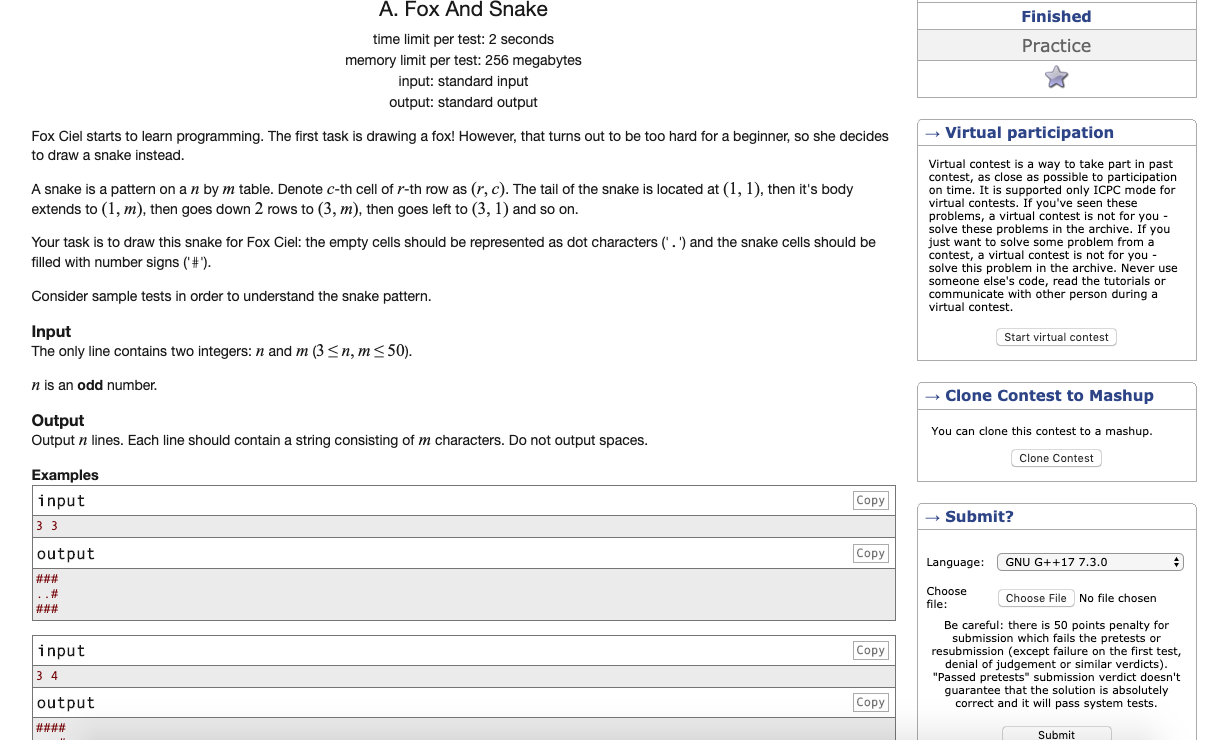 A. Fox And Snake
time limit per test: 2 seconds
memory limit per test: 256 megabytes
input: standard input
output: standard output
Fox Ciel starts to learn programming. The first task is drawing a fox! However, that turns out to be too hard for a beginner, so she decides
to draw a snake instead.
A snake is a pattern on a n by m table. Denote c-th cell of r-th row as (r, c). The tail of the snake is located at (1, 1), then it's body
extends to (1, m), then goes down 2 rows to (3, m), then goes left to (3, 1) and so on.
Your task is to draw this snake for Fox Ciel: the empty cells should be represented as dot characters ('.') and the snake cells should be
filled with number signs ('#').
Consider sample tests in order to understand the snake pattern.
Input
The only line contains two integers: n and m (3 ≤ n, m ≤ 50).
n is an odd number.
Output
Output n lines. Each line should contain a string consisting of m characters. Do not output spaces.
Examples
input
Copy
3 3
output
Copy
###
..#
###
input
Copy
3 4
output
Copy
####
Finished
Practice
→ Virtual participation
Virtual contest is a way to take part in past
contest, as close as possible to participation
on time. It is supported only ICPC mode for
virtual contests. If you've seen these
problems, a virtual contest is not for you -
solve these problems in the archive. If you
just want to solve some problem from a
contest, a virtual contest is not for you -
solve this problem in the archive. Never use
someone else's code, read the tutorials or
communicate with other person during a
virtual contest.
Start virtual contest
→ Clone Contest to Mashup
You can clone this contest to a mashup.
Clone Contest
→ Submit?
Language: GNU G++17 7.3.0
Choose
file: Choose File No file chosen
Be careful: there is 50 points penalty for
submission which fails the pretests or
resubmission (except failure on the first test,
denial of judgement or similar verdicts).
"Passed pretests" submission verdict doesn't
guarantee that the solution is absolutely
correct and it will pass system tests.
Submit